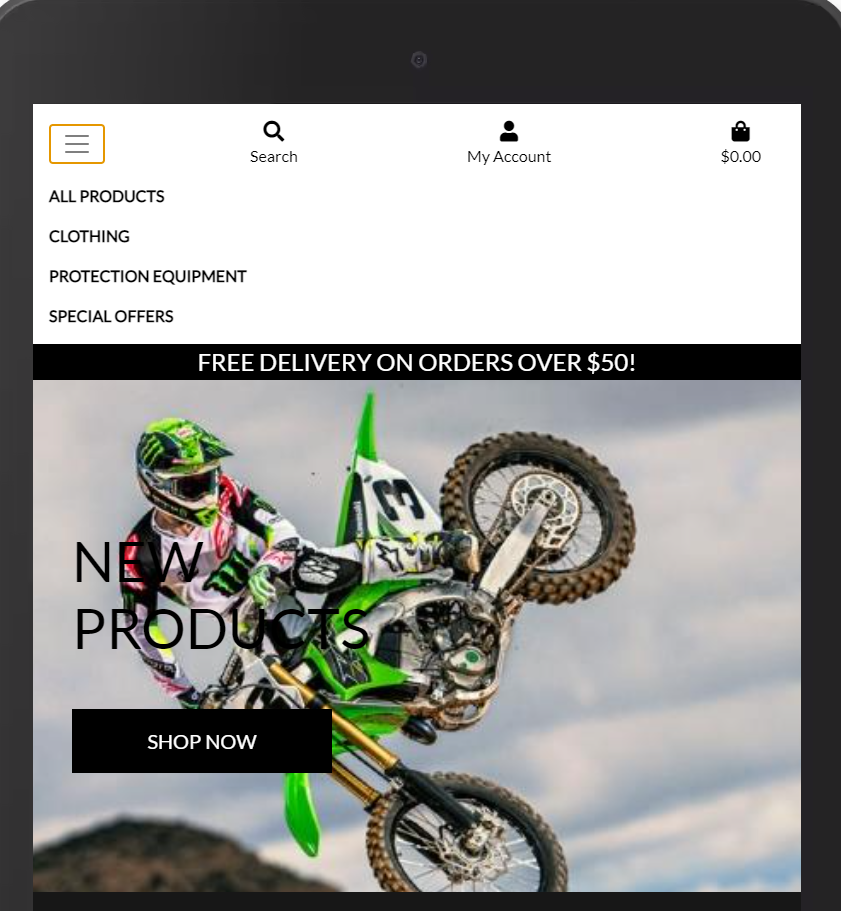 Search
My Account
$0.00
ALL PRODUCTS
CLOTHING
PROTECTION EQUIPMENT
SPECIAL OFFERS
FREE DELIVERY ON ORDERS OVER $50!
3
NEW
PRODUCTS
SHOP NOW